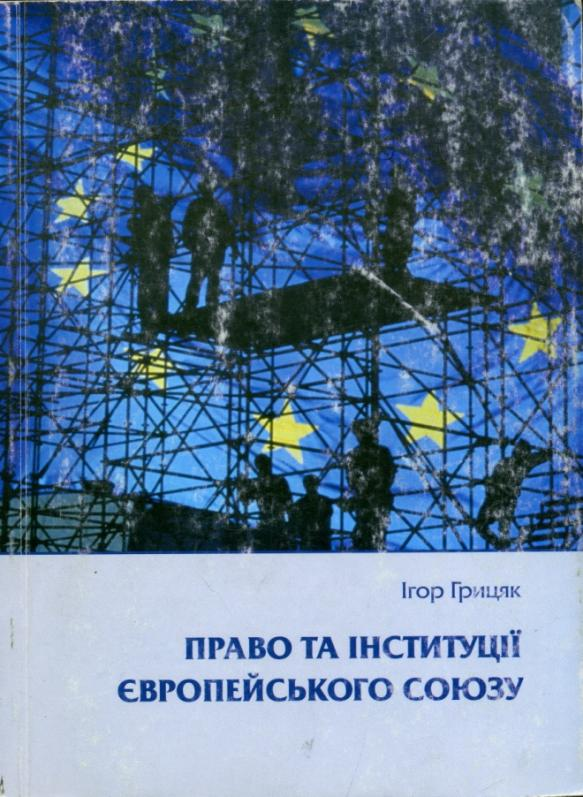 Ігор Грицяк
ПРАВО ТА ІНСТИТУЦІЇ
ЄВРОПЕЙСЬКОГО СОЮЗУ